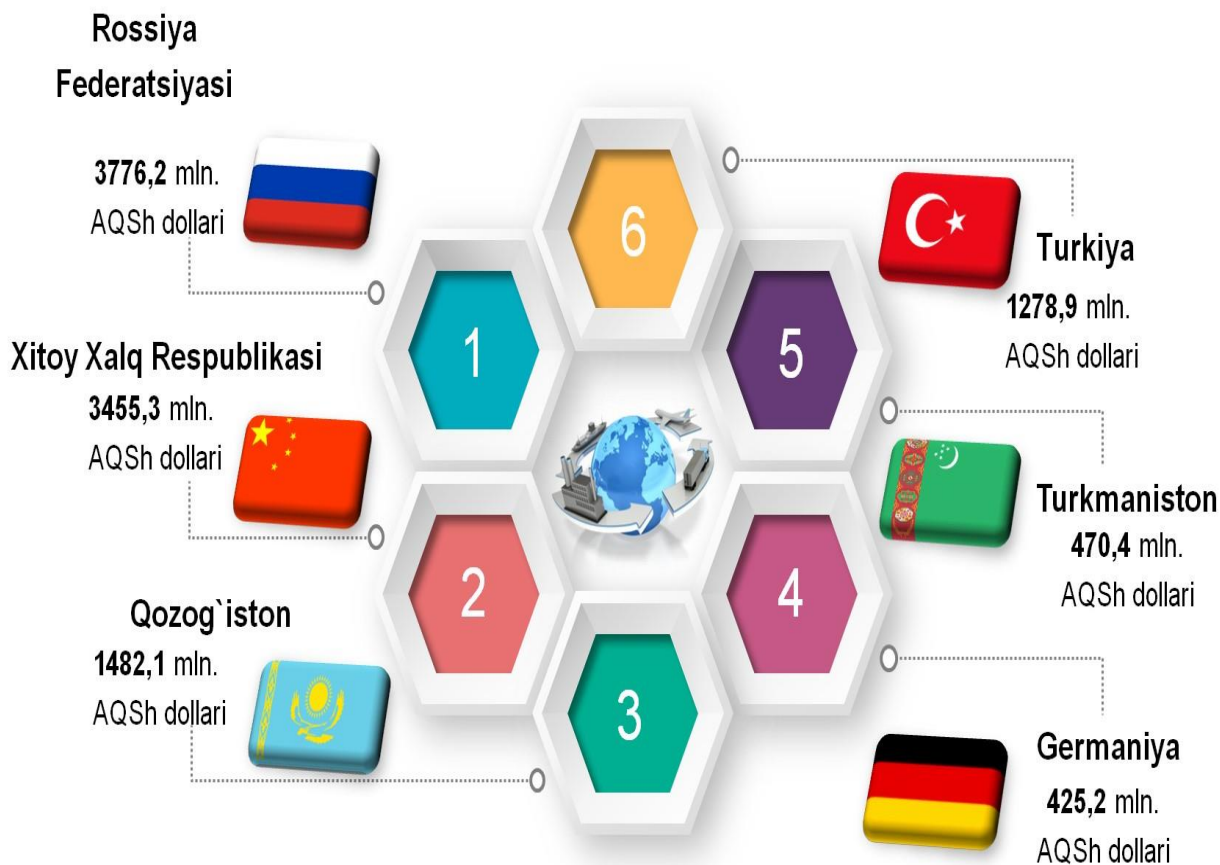 Rossiya
Federatsiyasi
3776,2 mln.
AQSh dollari
Xitoy Xalq Respublikasi
3455,3 mln.
AQSh dollari
Qozog`iston
1482,1 mln.
AQSh dollari
1
2
3
4
5
6
Turkiya
1278,9 mln.
AQSh dollari
Turkmaniston
470,4 mln.
AQSh dollari
Germaniya
425,2 mln.
AQSh dollari